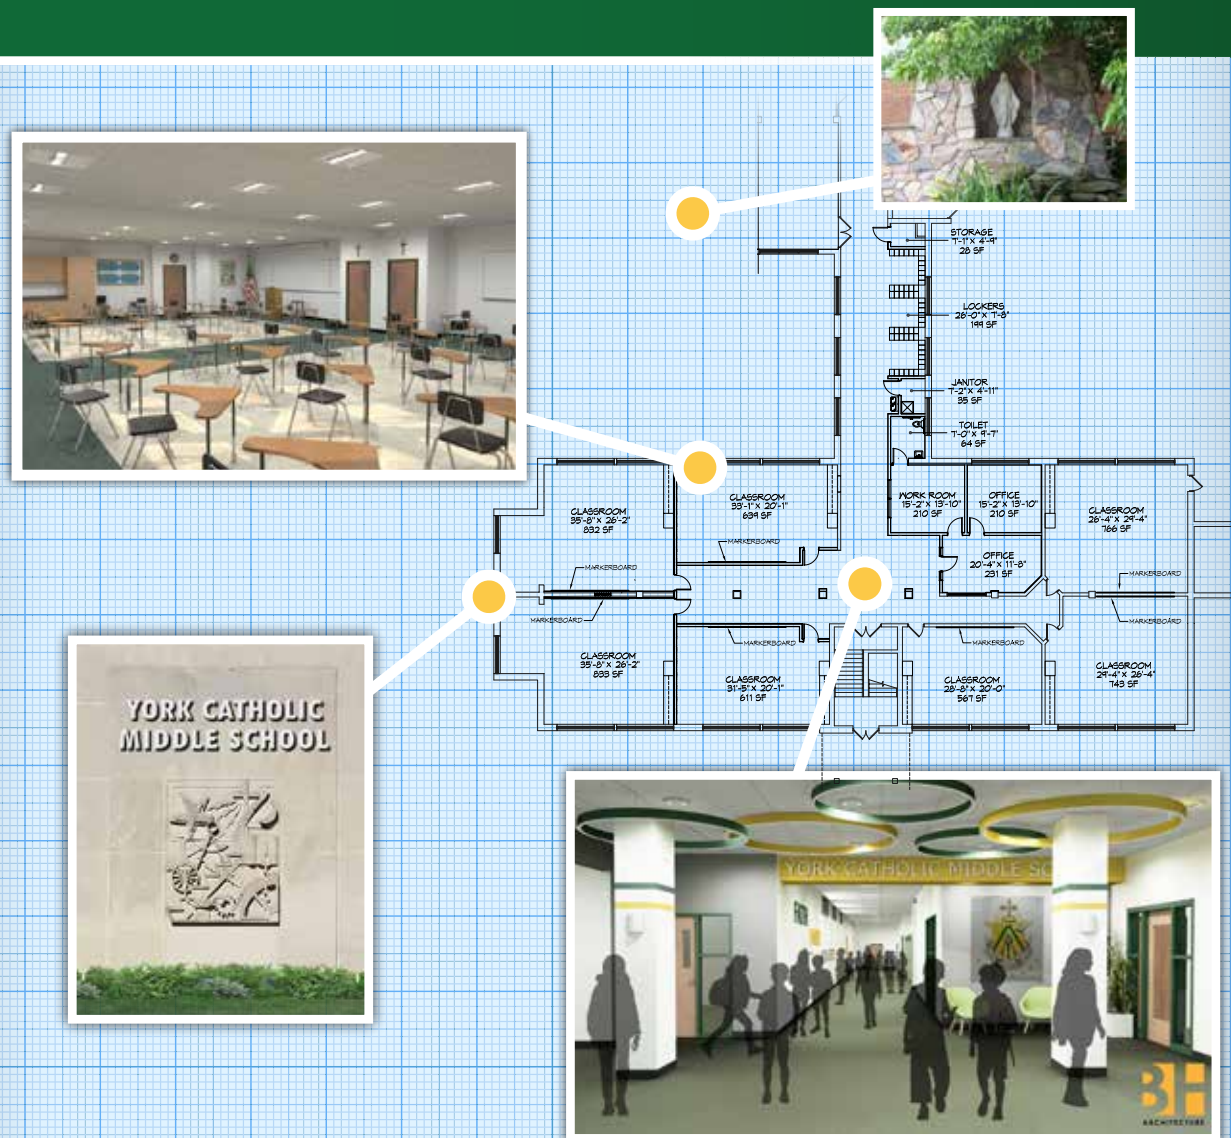 STORAGE
7'-1" X 4'-9"
28 SF
LOCKERS
26'-0" X 7'-8"
199 SF
JANITOR
7'-2" X 4'-11"
35 SF
TOILET
7'-0" X 9'-7"
64 SF
CLASSROOM
35'-8" X 26'-2"
832 SF
CLASSROOM
33'-1" X 20'-1"
639 SF
WORK ROOM
15'-2" X 13'-10"
210 SF
OFFICE
15'-2" X 13'-10"
210 SF
CLASSROOM
26'-4" X 29'-4"
766 SF
MARKERBOARD
OFFICE
20'-4" X 11'-8"
231 SF
MARKERBOARD
MARKERBOARD
MARKERBOARD
MARKERBOARD
MARKERBOARD
MARKERBOARD
CLASSROOM
35'-8" X 26'-2"
833 SF
CLASSROOM
31'-5" X 20'-1"
611 SF
CLASSROOM
28'-8" X 20'-0"
567 SF
CLASSROOM
29'-4" X 26'-4"
743 SF
YORK CATHOLIC
MIDDLE SCHOOL
YORK CATHOLIC MIDDLE SC
BH
ARCHITECTURE